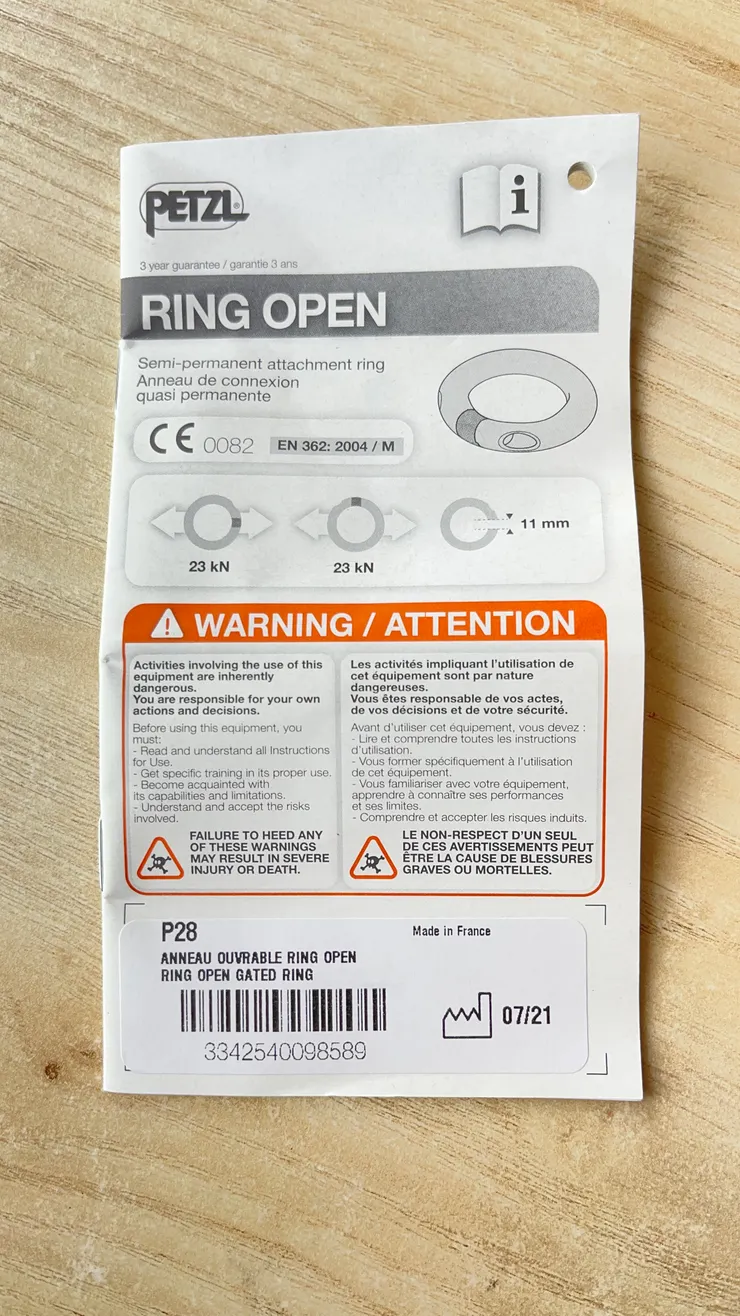 PETZL®
i
3 year guarantee / garantie 3 ans
RING OPEN
Semi-permanent attachment ring
Anneau de connexion
quasi permanente
CE 0082 EN 362: 2004 / M
23 kN
23 kN
11 mm
WARNING / ATTENTION
Activities involving the use of this
equipment are inherently
dangerous.
You are responsible for your own
actions and decisions.
Before using this equipment, you
must:
- Read and understand all Instructions
for Use.
- Get specific training in its proper use.
- Become acquainted with
its capabilities and limitations.
- Understand and accept the risks
involved.
FAILURE TO HEED ANY
OF THESE WARNINGS
MAY RESULT IN SEVERE
INJURY OR DEATH.
Les activités impliquant l'utilisation de
cet équipement sont par nature
dangereuses.
Vous êtes responsable de vos actes,
de vos décisions et de votre sécurité.
Avant d'utiliser cet équipement, vous devez :
- Lire et comprendre toutes les instructions
d'utilisation.
- Vous former spécifiquement à l'utilisation
de cet équipement.
- Vous familiariser avec votre équipement,
apprendre à connaître ses performances
et ses limites.
- Comprendre et accepter les risques induits.
LE NON-RESPECT D'UN SEUL
DE CES AVERTISSEMENTS PEUT
ÊTRE LA CAUSE DE BLESSURES
GRAVES OU MORTELLES.
P28
Made in France
ANNEAU OUVRABLE RING OPEN
RING OPEN GATED RING
07/21
3342540098589